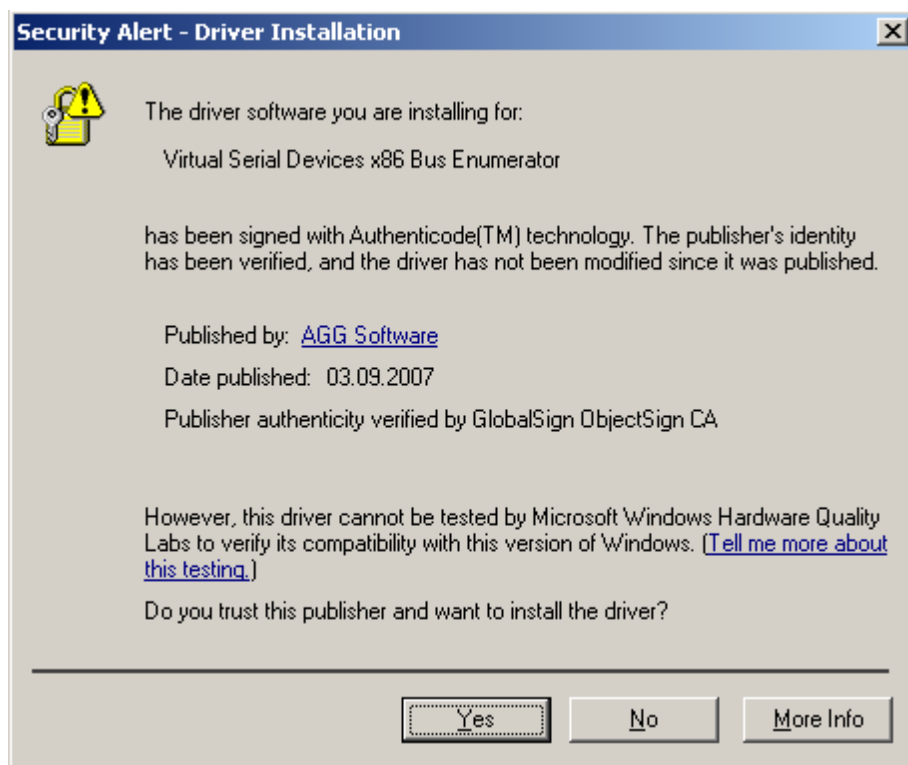 Security Alert - Driver Installation
The driver software you are installing for:
Virtual Serial Devices x86 Bus Enumerator
has been signed with Authenticode(TM) technology. The publisher's identity
has been verified, and the driver has not been modified since it was published.
Published by: AGG Software
Date published: 03.09.2007
Publisher authenticity verified by GlobalSign ObjectSign CA
However, this driver cannot be tested by Microsoft Windows Hardware Quality
Labs to verify its compatibility with this version of Windows. (Tell me more about
this testing.)
Do you trust this publisher and want to install the driver?
Yes No More Info